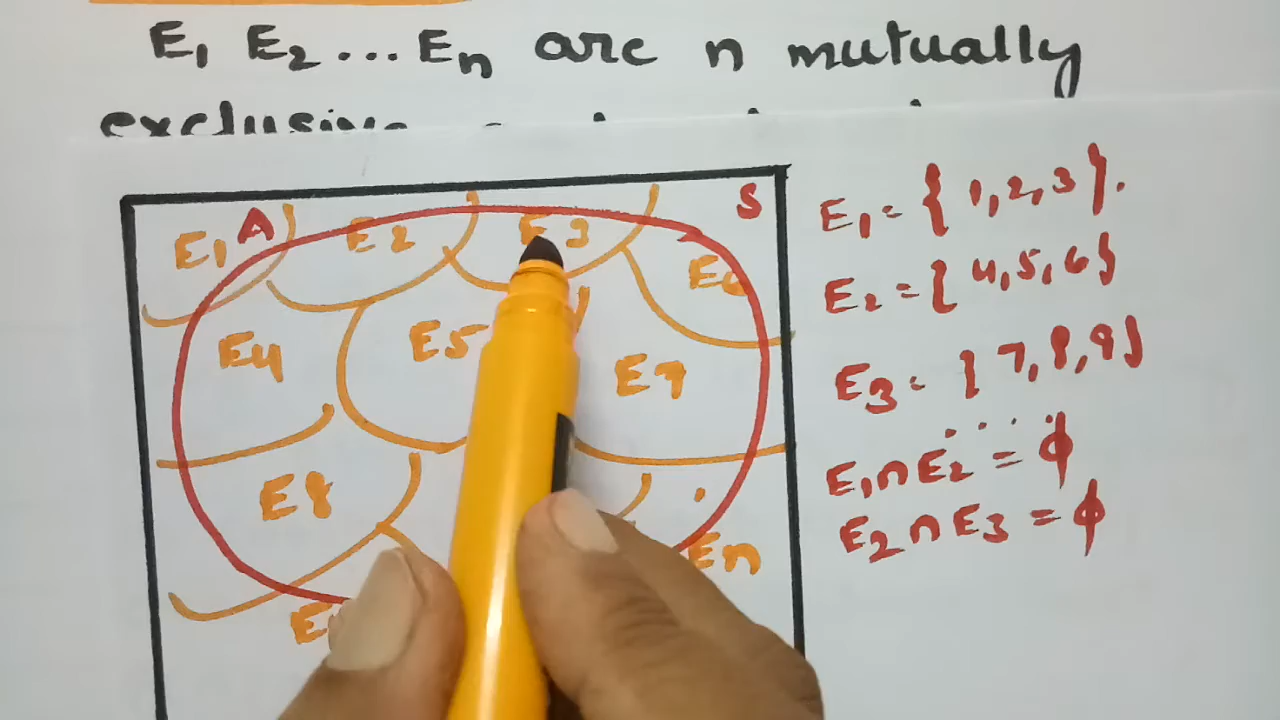 E1 E2 ... En are n mutually
exclusive
S
A
E1 E2 E3 E6
E4 E5 E7
E8
En
E1 = { 1, 2, 3 }.
E2 = { 4, 5, 6 }
E3 = { 7, 8, 9 }
. . . .
E1 ∩ E2 = ϕ
E2 ∩ E3 = ϕ